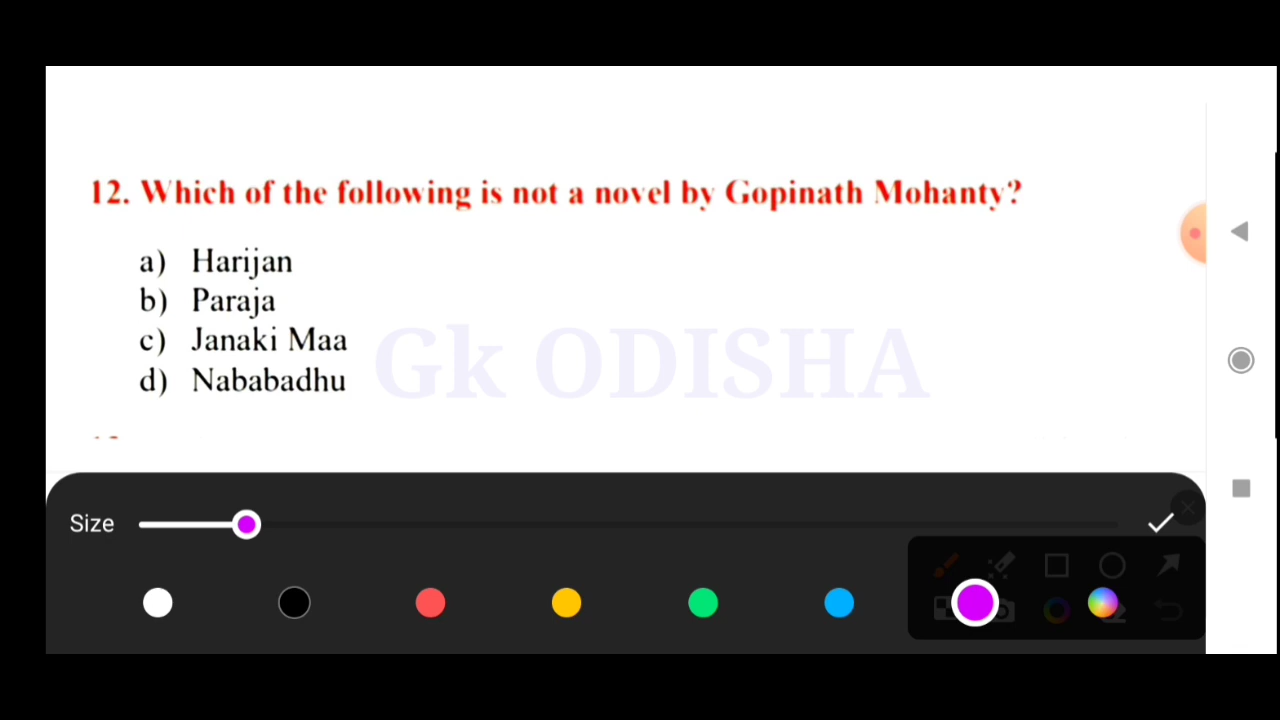 12. Which of the following is not a novel by Gopinath Mohanty?
a) Harijan
b) Paraja
c) Janaki Maa
d) Nababadhu
Gk ODISHA
Size